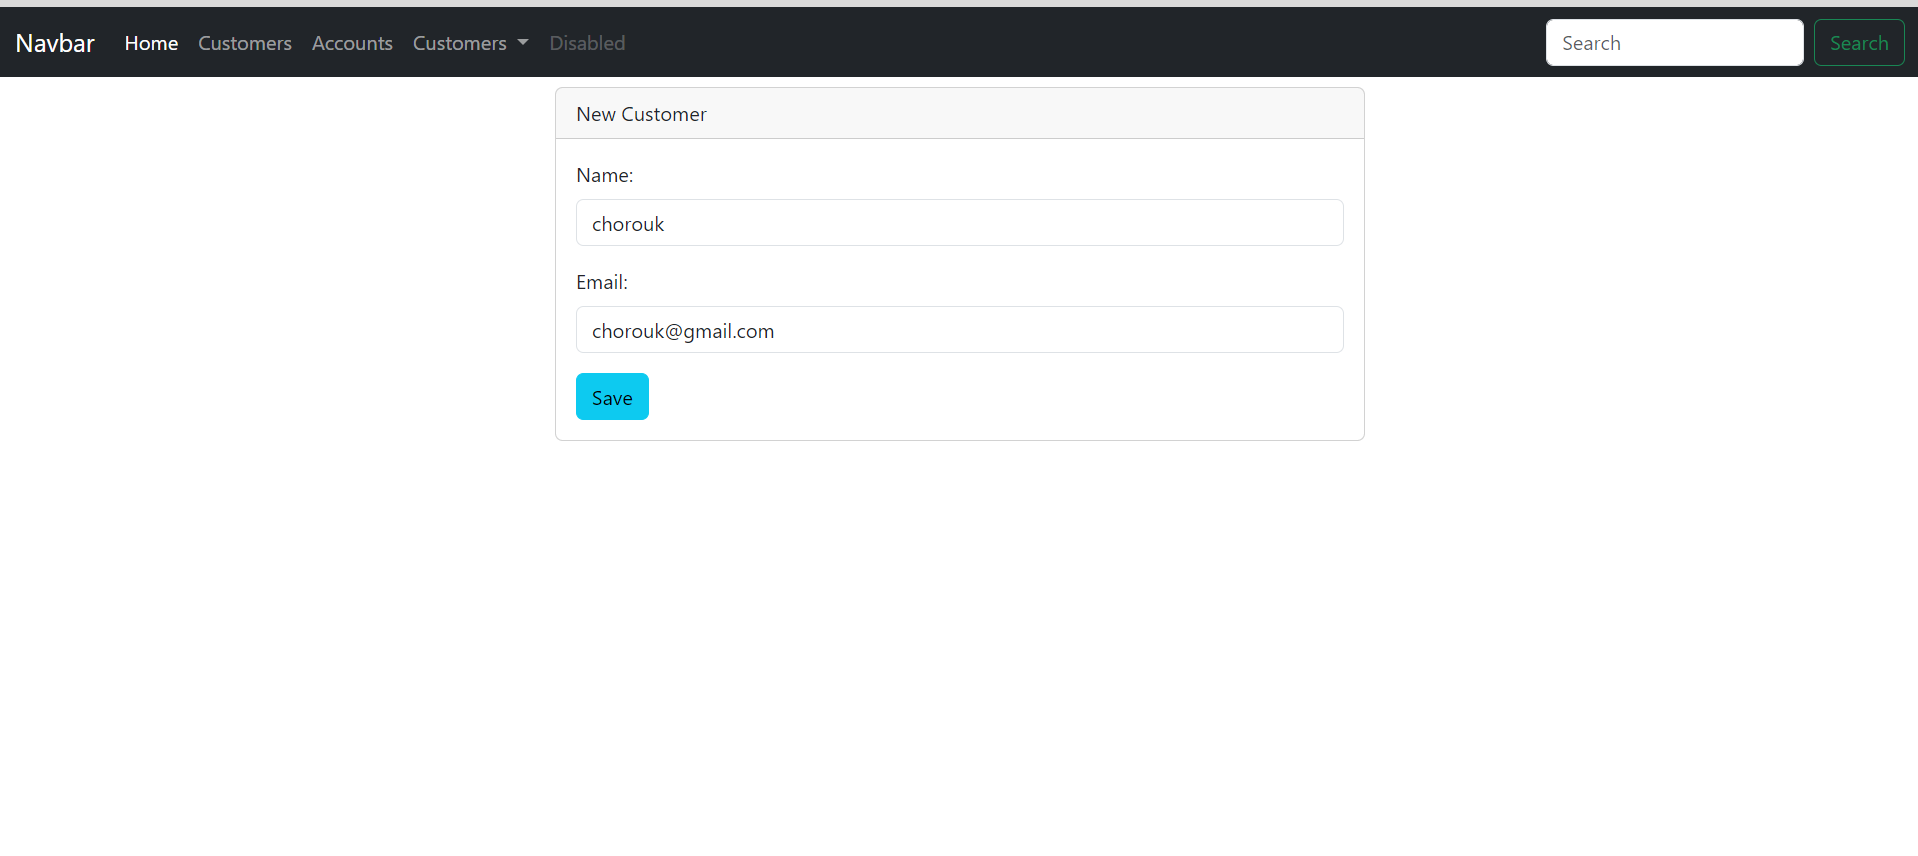 Navbar Home Customers Accounts Customers Disabled Search Search
New Customer
Name:
chorouk
Email:
chorouk@gmail.com
Save